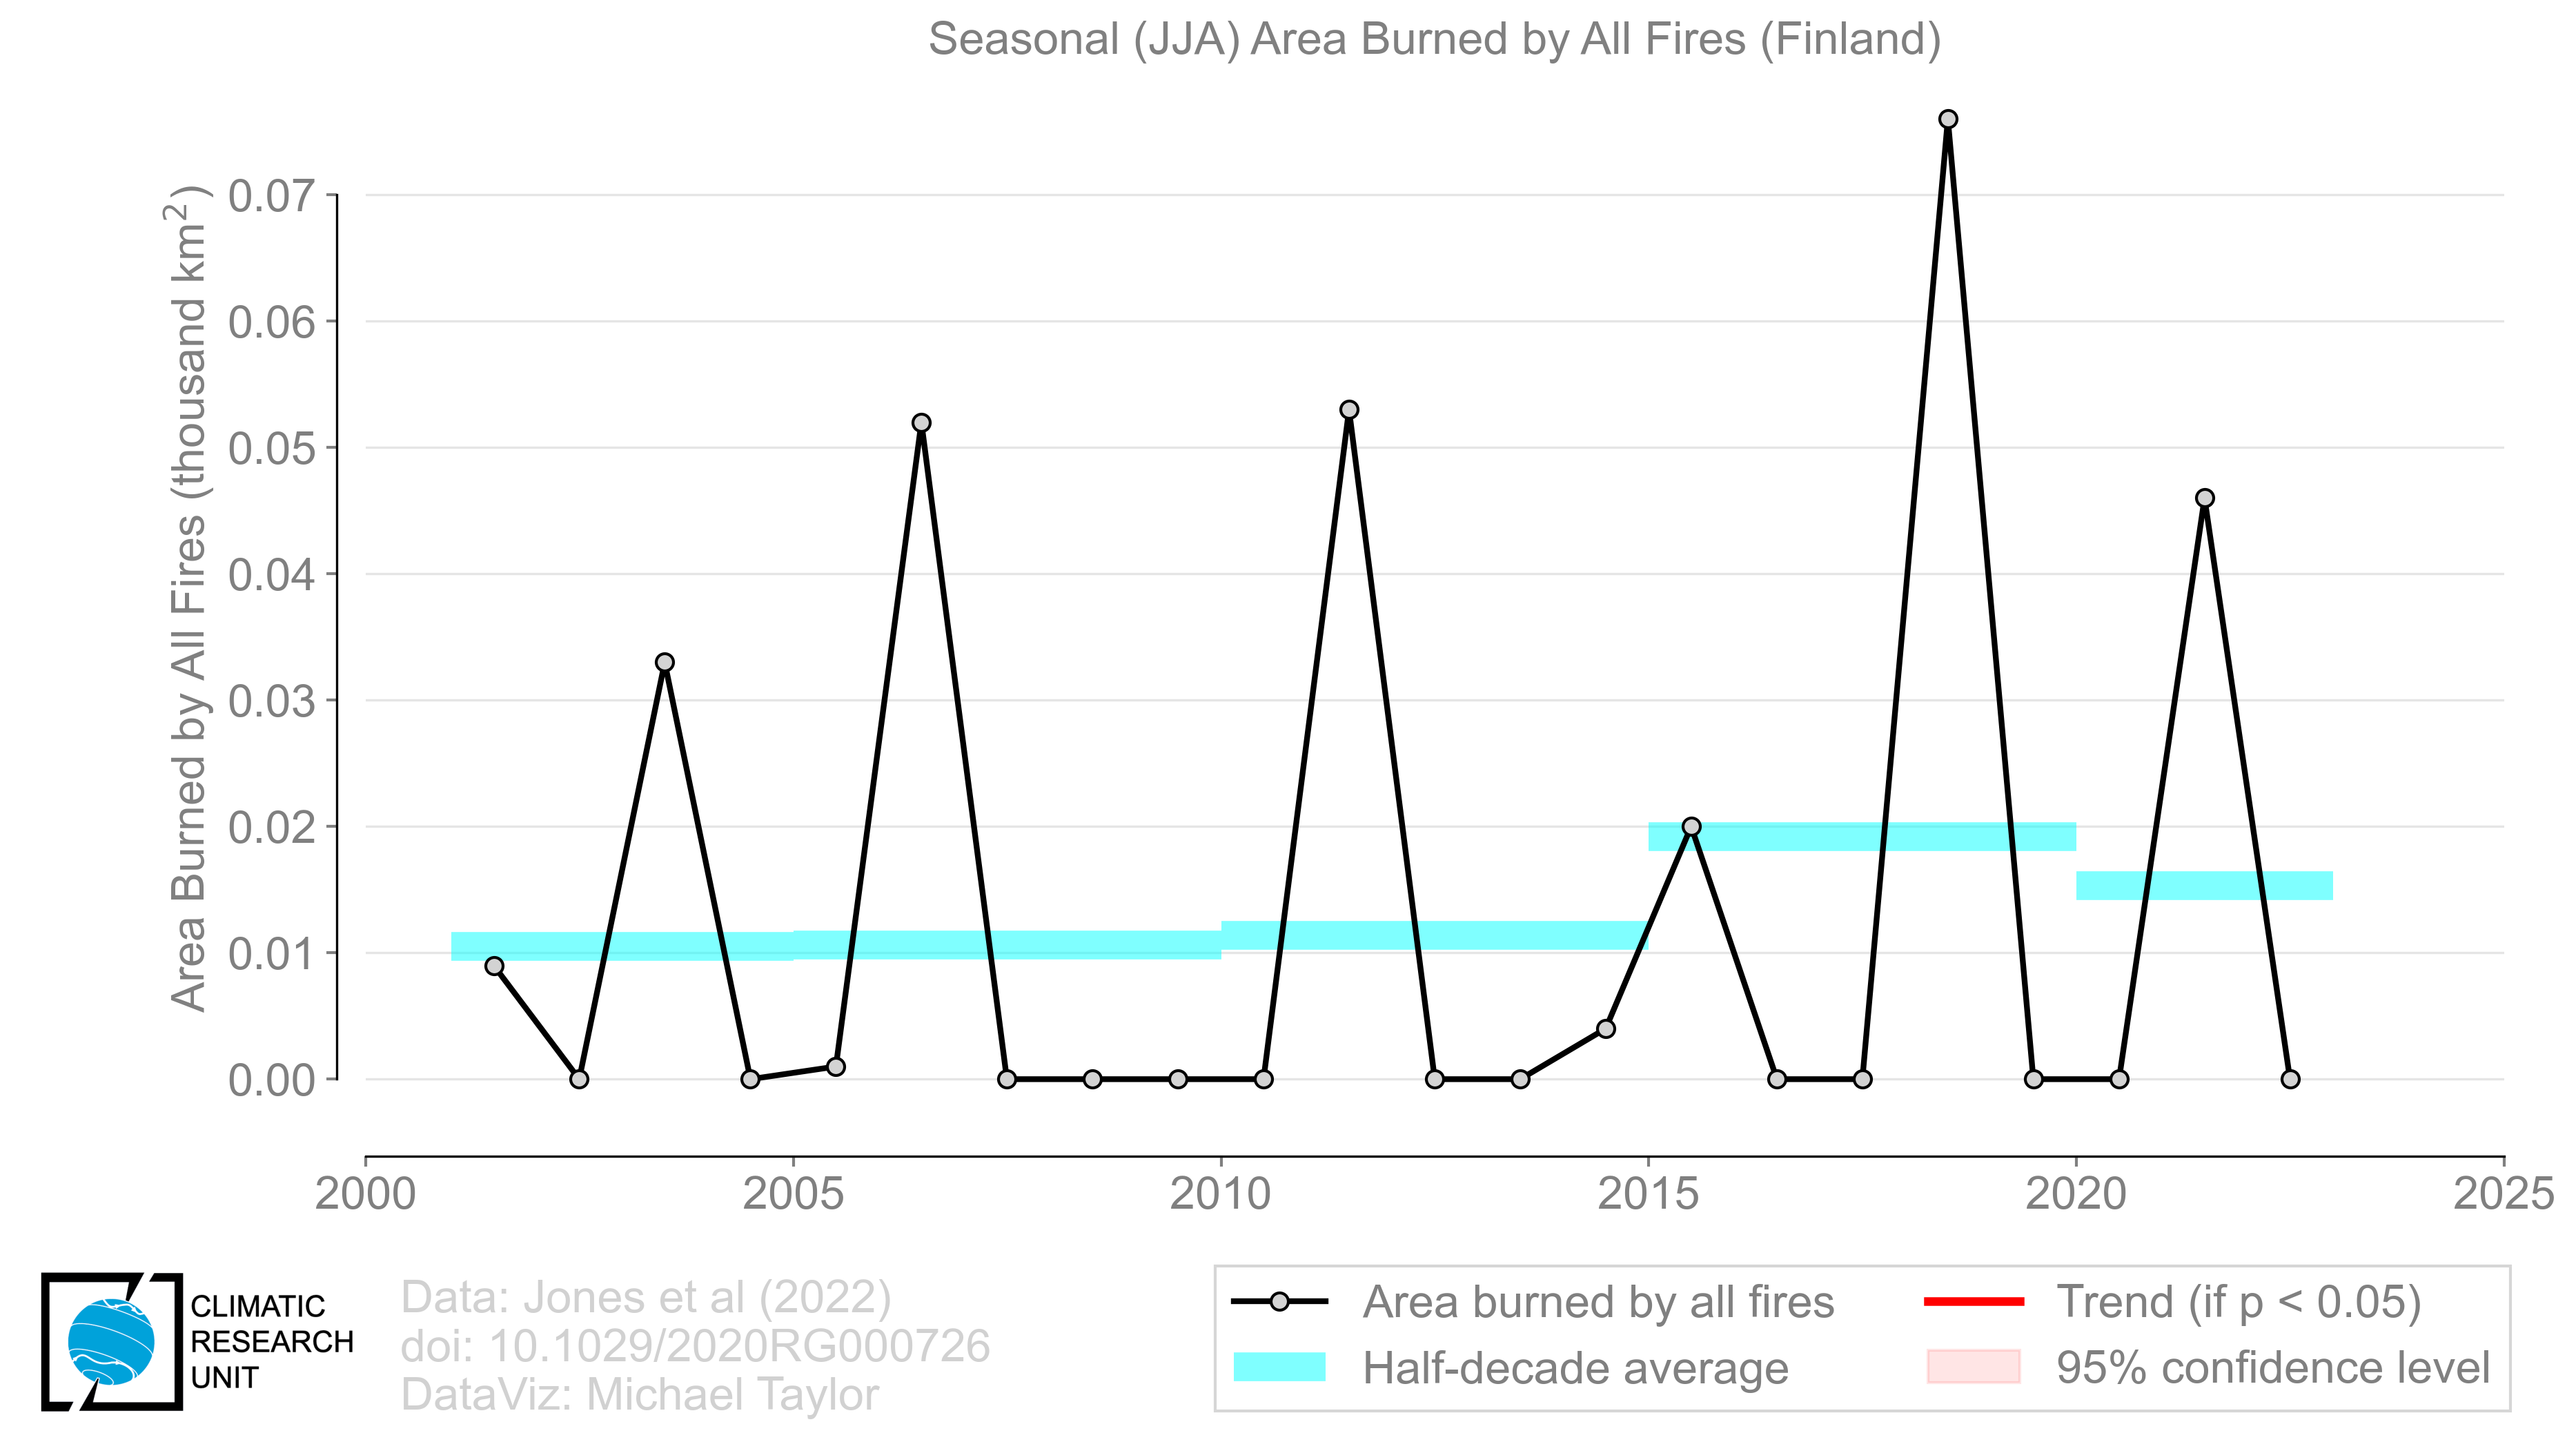 Seasonal (JJA) Area Burned by All Fires (Finland)
Area Burned by All Fires (thousand km²)
0.07
0.06
0.05
0.04
0.03
0.02
0.01
0.00
2000 2005 2010 2015 2020 2025
CLIMATIC
RESEARCH
UNIT
Data: Jones et al (2022)
doi: 10.1029/2020RG000726
DataViz: Michael Taylor
Area burned by all fires
Half-decade average
Trend (if p < 0.05)
95% confidence level